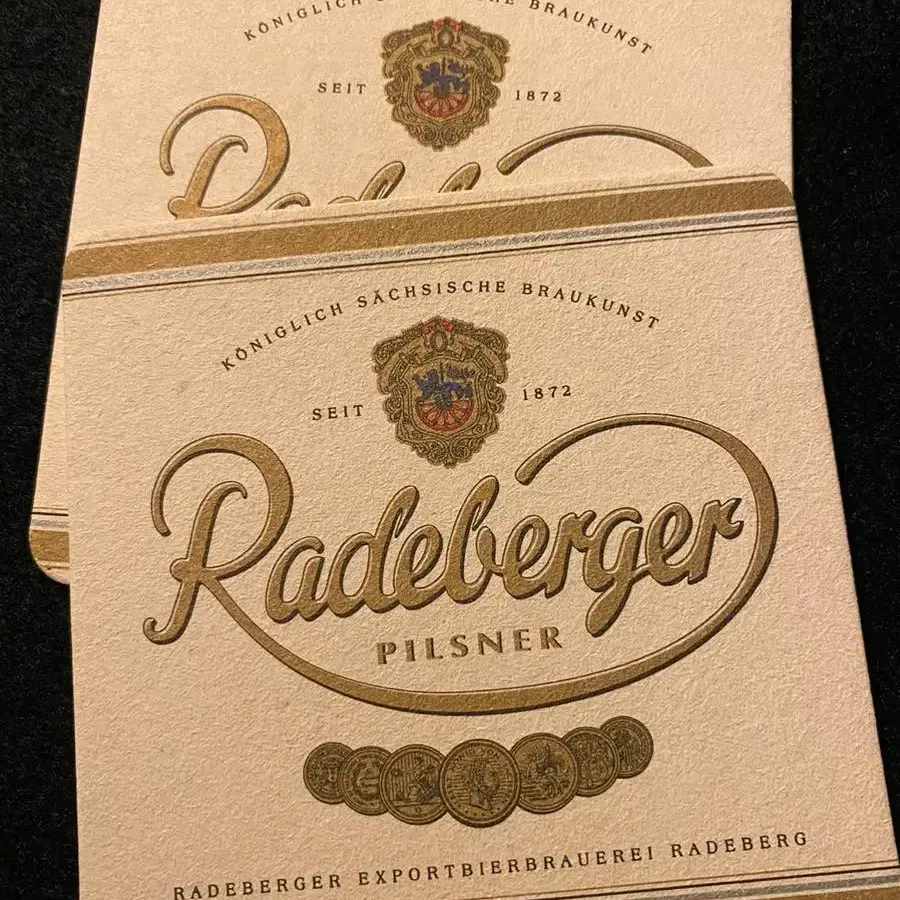 KÖNIGLICH
BRAUKUNST
SEIT 1872
KÖNIGLICH SÄCHSISCHE BRAUKUNST
SEIT 1872
Radeberger
PILSNER
RADEBERGER EXPORTBIERBRAUEREI RADEBERG